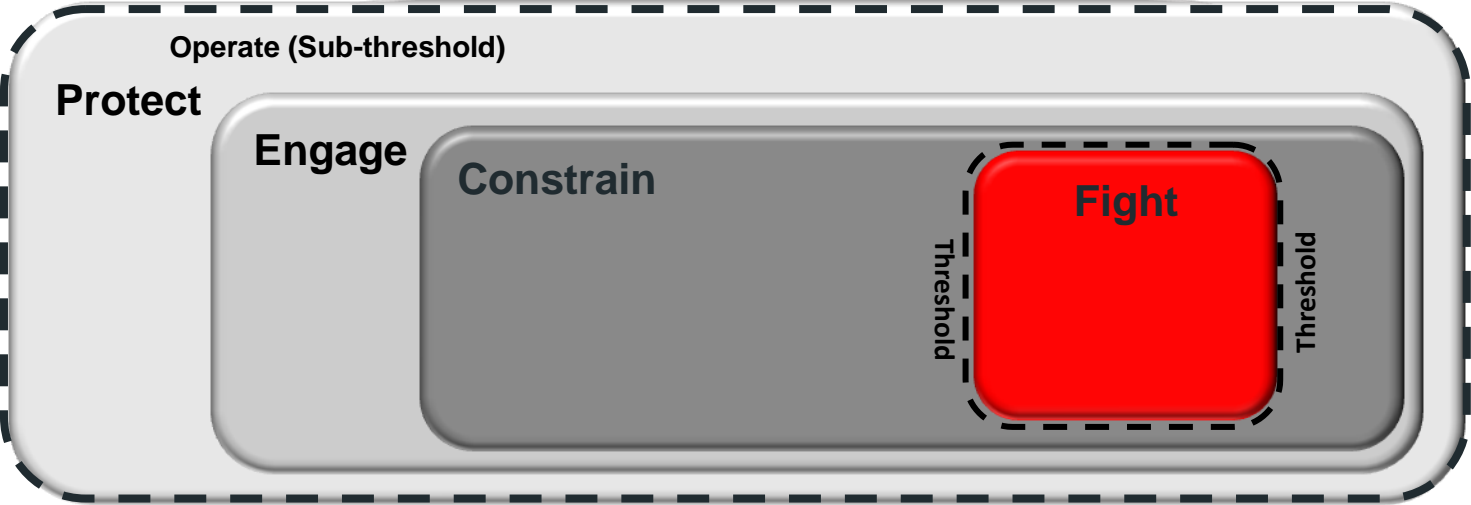 Operate (Sub-threshold)
Protect
Engage
Constrain
Fight
Threshold
Threshold